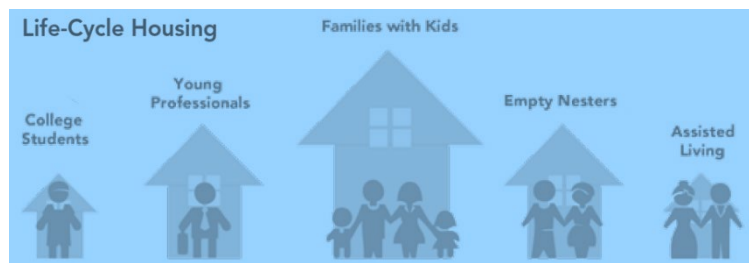 Life-Cycle Housing
Families with Kids
Young
Professionals
Empty Nesters
College
Students
Assisted
Living